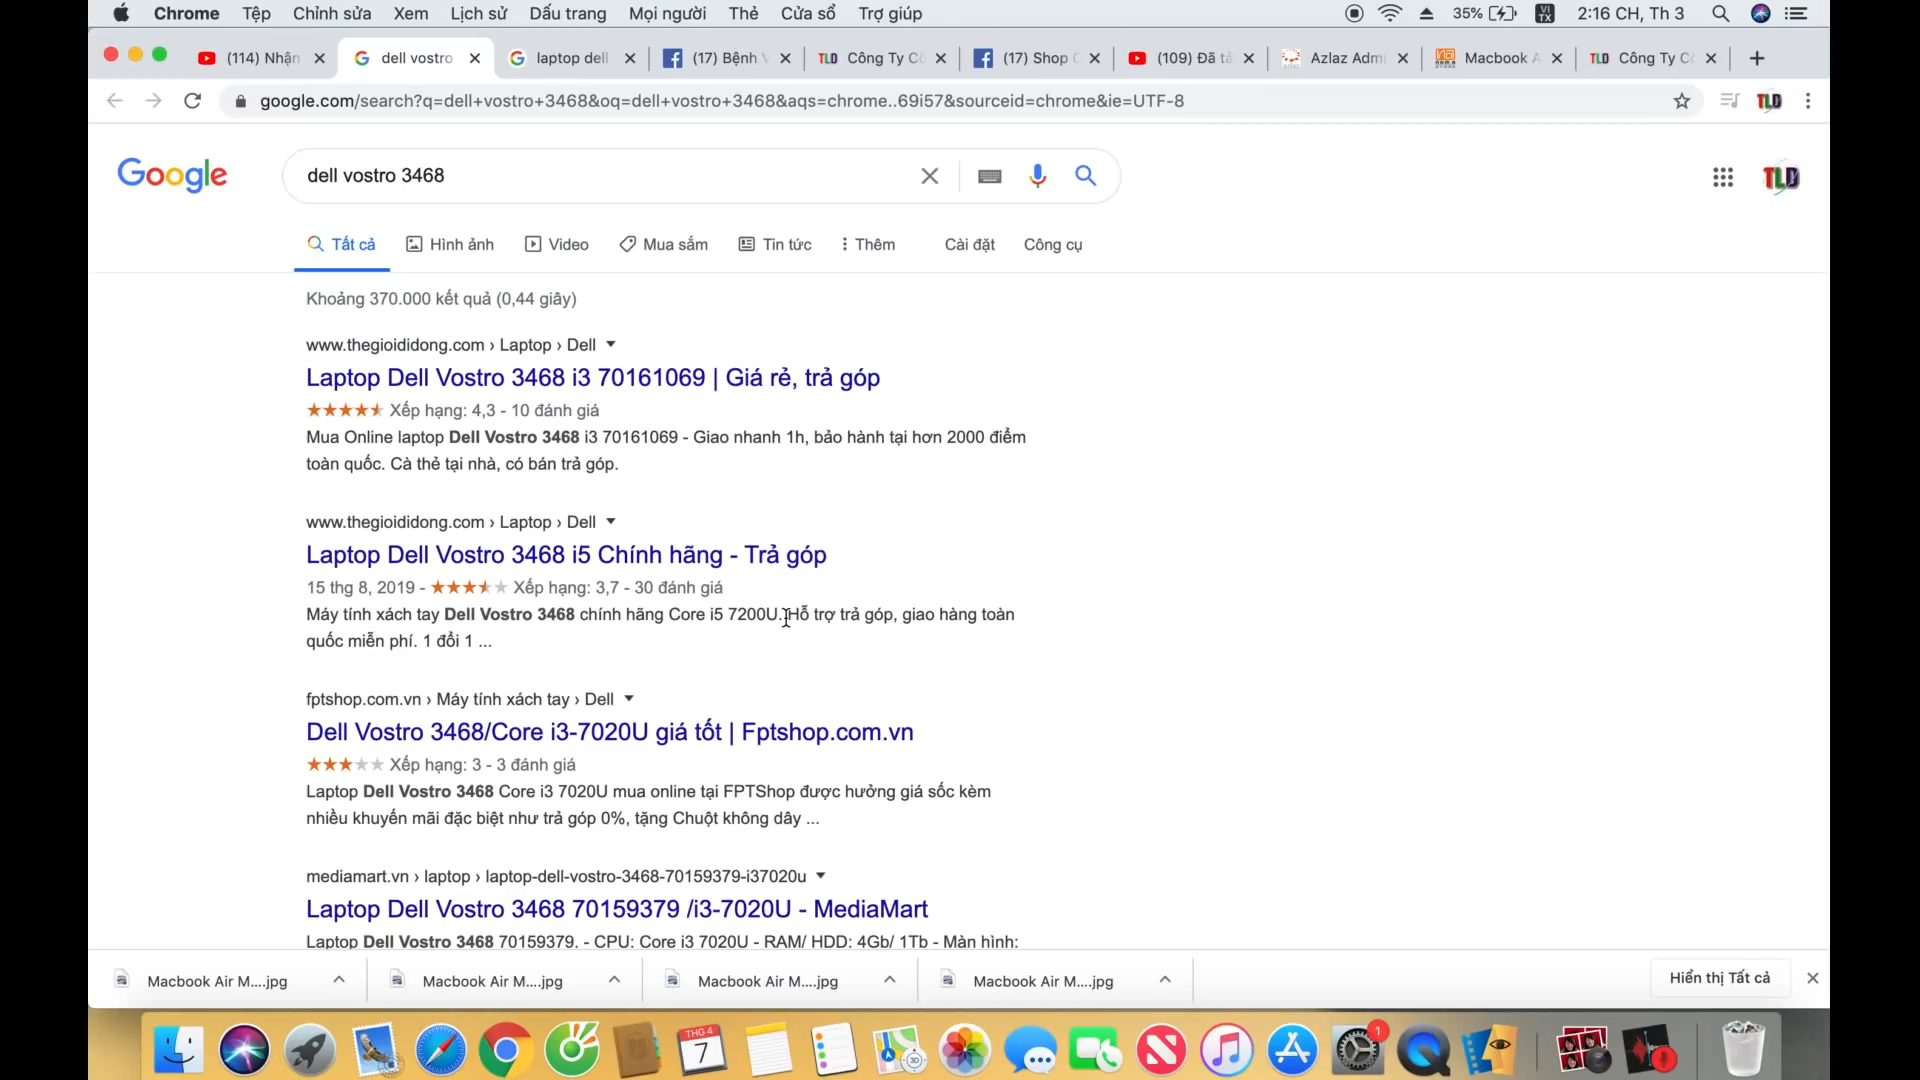 Chrome Tệp Chỉnh sửa Xem Lịch sử Dấu trang Mọi người Thẻ Cửa sổ Trợ giúp 35% VI TX 2:16 CH, Th 3
(114) Nhận dell vostro laptop dell (17) Bệnh TLD Công Ty (17) Shop (109) Đã Azlaz Adm Macbook TLD Công Ty
google.com/search?q=dell+vostro+3468&oq=dell+vostro+3468&aqs=chrome..69i57&sourceid=chrome&ie=UTF-8 TLD
Google dell vostro 3468 TLD
Tất cả Hình ảnh Video Mua sắm Tin tức Thêm Cài đặt Công cụ
Khoảng 370.000 kết quả (0,44 giây)
www.thegioididong.com › Laptop › Dell
Laptop Dell Vostro 3468 i3 70161069 | Giá rẻ, trả góp
Xếp hạng: 4,3 - 10 đánh giá
Mua Online laptop Dell Vostro 3468 i3 70161069 - Giao nhanh 1h, bảo hành tại hơn 2000 điểm
toàn quốc. Cà thẻ tại nhà, có bán trả góp.
www.thegioididong.com › Laptop › Dell
Laptop Dell Vostro 3468 i5 Chính hãng - Trả góp
15 thg 8, 2019 - Xếp hạng: 3,7 - 30 đánh giá
Máy tính xách tay Dell Vostro 3468 chính hãng Core i5 7200U. Hỗ trợ trả góp, giao hàng toàn
quốc miễn phí. 1 đổi 1 ...
fptshop.com.vn › Máy tính xách tay › Dell
Dell Vostro 3468/Core i3-7020U giá tốt | Fptshop.com.vn
Xếp hạng: 3 - 3 đánh giá
Laptop Dell Vostro 3468 Core i3 7020U mua online tại FPTShop được hưởng giá sốc kèm
nhiều khuyến mãi đặc biệt như trả góp 0%, tặng Chuột không dây ...
mediamart.vn › laptop › laptop-dell-vostro-3468-70159379-i37020u
Laptop Dell Vostro 3468 70159379 /i3-7020U - MediaMart
Laptop Dell Vostro 3468 70159379. - CPU: Core i3 7020U - RAM/ HDD: 4Gb/ 1Tb - Màn hình:
Macbook Air M....jpg Macbook Air M....jpg Macbook Air M....jpg Macbook Air M....jpg Hiển thị Tất cả
THG 4
7
3D
1